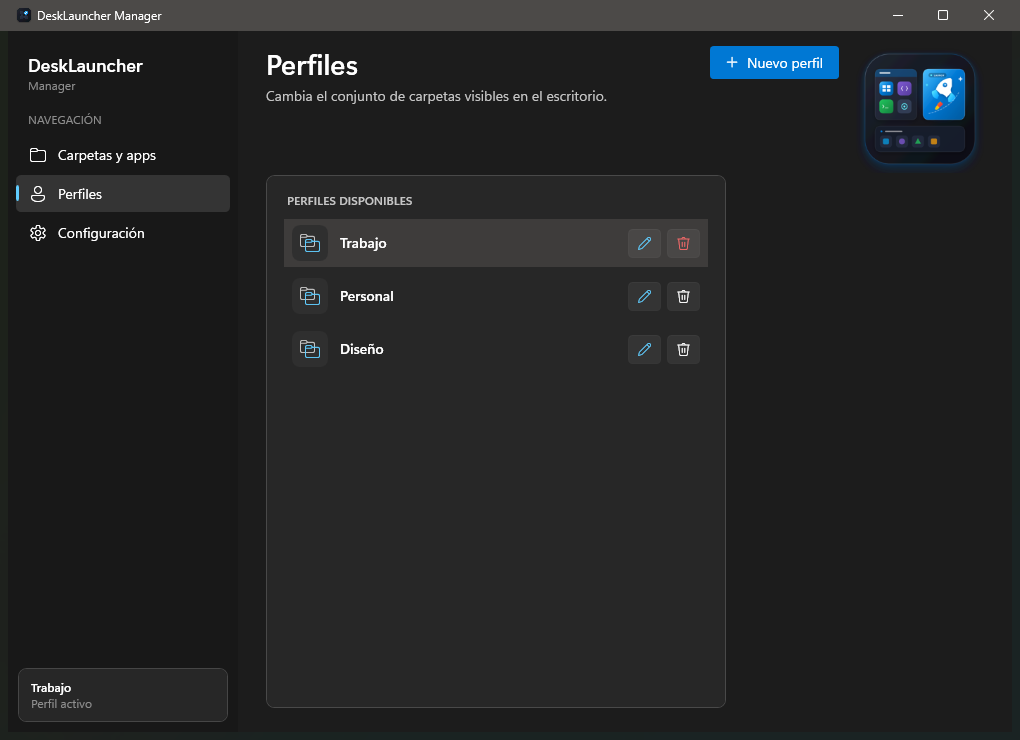 DeskLauncher Manager
DeskLauncher
Manager
NAVEGACIÓN
Carpetas y apps
Perfiles
Configuración
Trabajo
Perfil activo
Perfiles
Cambia el conjunto de carpetas visibles en el escritorio.
Nuevo perfil
PERFILES DISPONIBLES
Trabajo
Personal
Diseño